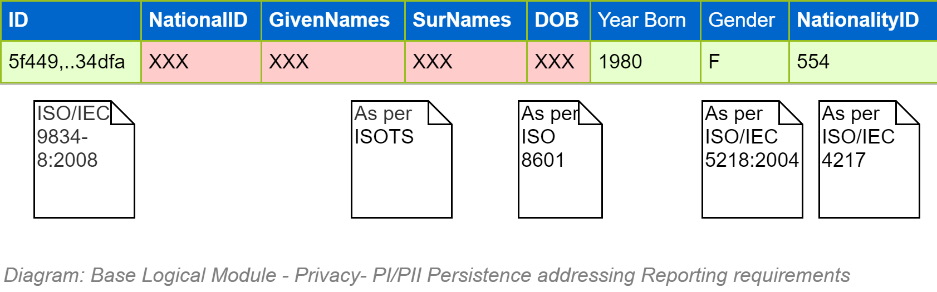 ID NationalID GivenNames SurNames DOB Year Born Gender NationalityID
5f449,..34dfa XXX XXX XXX XXX 1980 F 554
ISO/IEC
9834-
8:2008
As per
ISOTS
As per
ISO
8601
As per
ISO/IEC
5218:2004
As per
ISO/IEC
4217
Diagram: Base Logical Module - Privacy- PI/PII Persistence addressing Reporting requirements